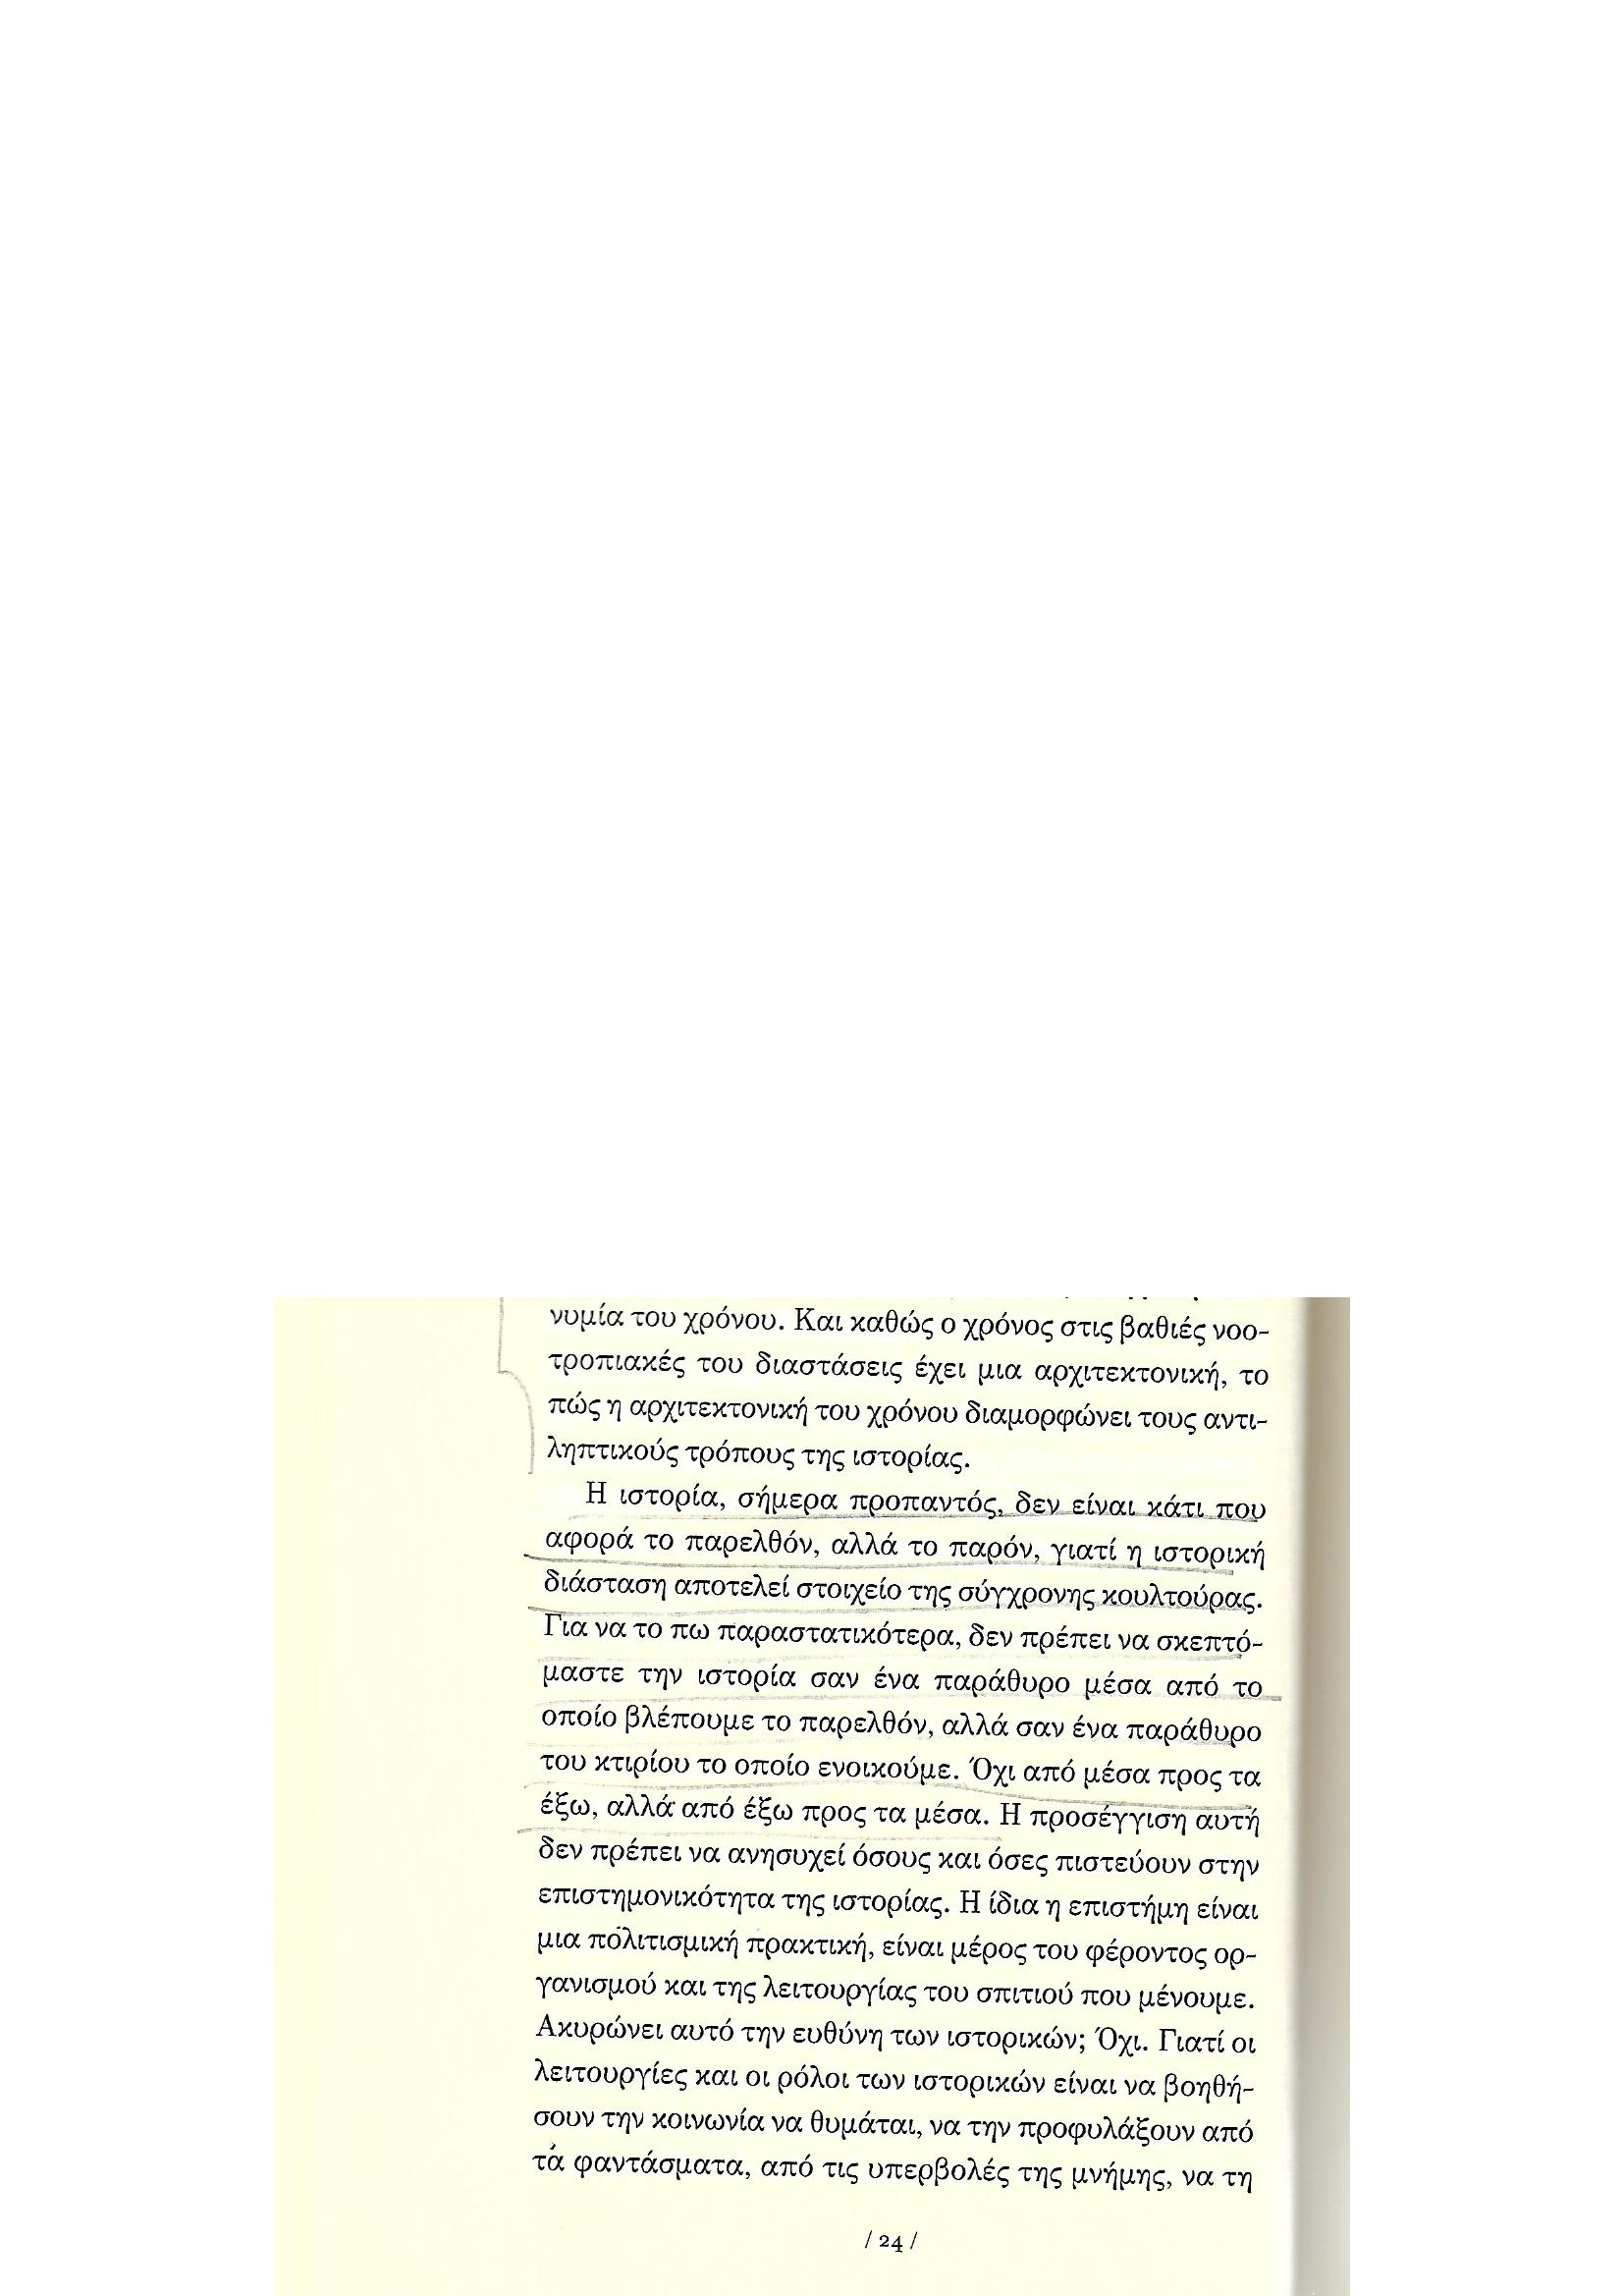 νυμία του χρόνου. Και καθώς ο χρόνος στις βαθιές νοο-
τροπιακές του διαστάσεις έχει μια αρχιτεκτονική, το
πώς η αρχιτεκτονική του χρόνου διαμορφώνει τους αντι-
ληπτικούς τρόπους της ιστορίας.
Η ιστορία, σήμερα προπαντός, δεν είναι κάτι που
αφορά το παρελθόν, αλλά το παρόν, γιατί η ιστορική
διάσταση αποτελεί στοιχείο της σύγχρονης κουλτούρας.
Για να το πω παραστατικότερα, δεν πρέπει να σκεπτό-
μαστε την ιστορία σαν ένα παράθυρο μέσα από το
οποίο βλέπουμε το παρελθόν, αλλά σαν ένα παράθυρο
του κτιρίου το οποίο ενοικούμε. Όχι από μέσα προς τα
έξω, αλλά από έξω προς τα μέσα. Η προσέγγιση αυτή
δεν πρέπει να ανησυχεί όσους και όσες πιστεύουν στην
επιστημονικότητα της ιστορίας. Η ίδια η επιστήμη είναι
μια πολιτισμική πρακτική, είναι μέρος του φέροντος ορ-
γανισμού και της λειτουργίας του σπιτιού που μένουμε.
Ακυρώνει αυτό την ευθύνη των ιστορικών; Όχι. Γιατί οι
λειτουργίες και οι ρόλοι των ιστορικών είναι να βοηθή-
σουν την κοινωνία να θυμάται, να την προφυλάξουν από
τα φαντάσματα, από τις υπερβολές της μνήμης, να τη
/ 24 /